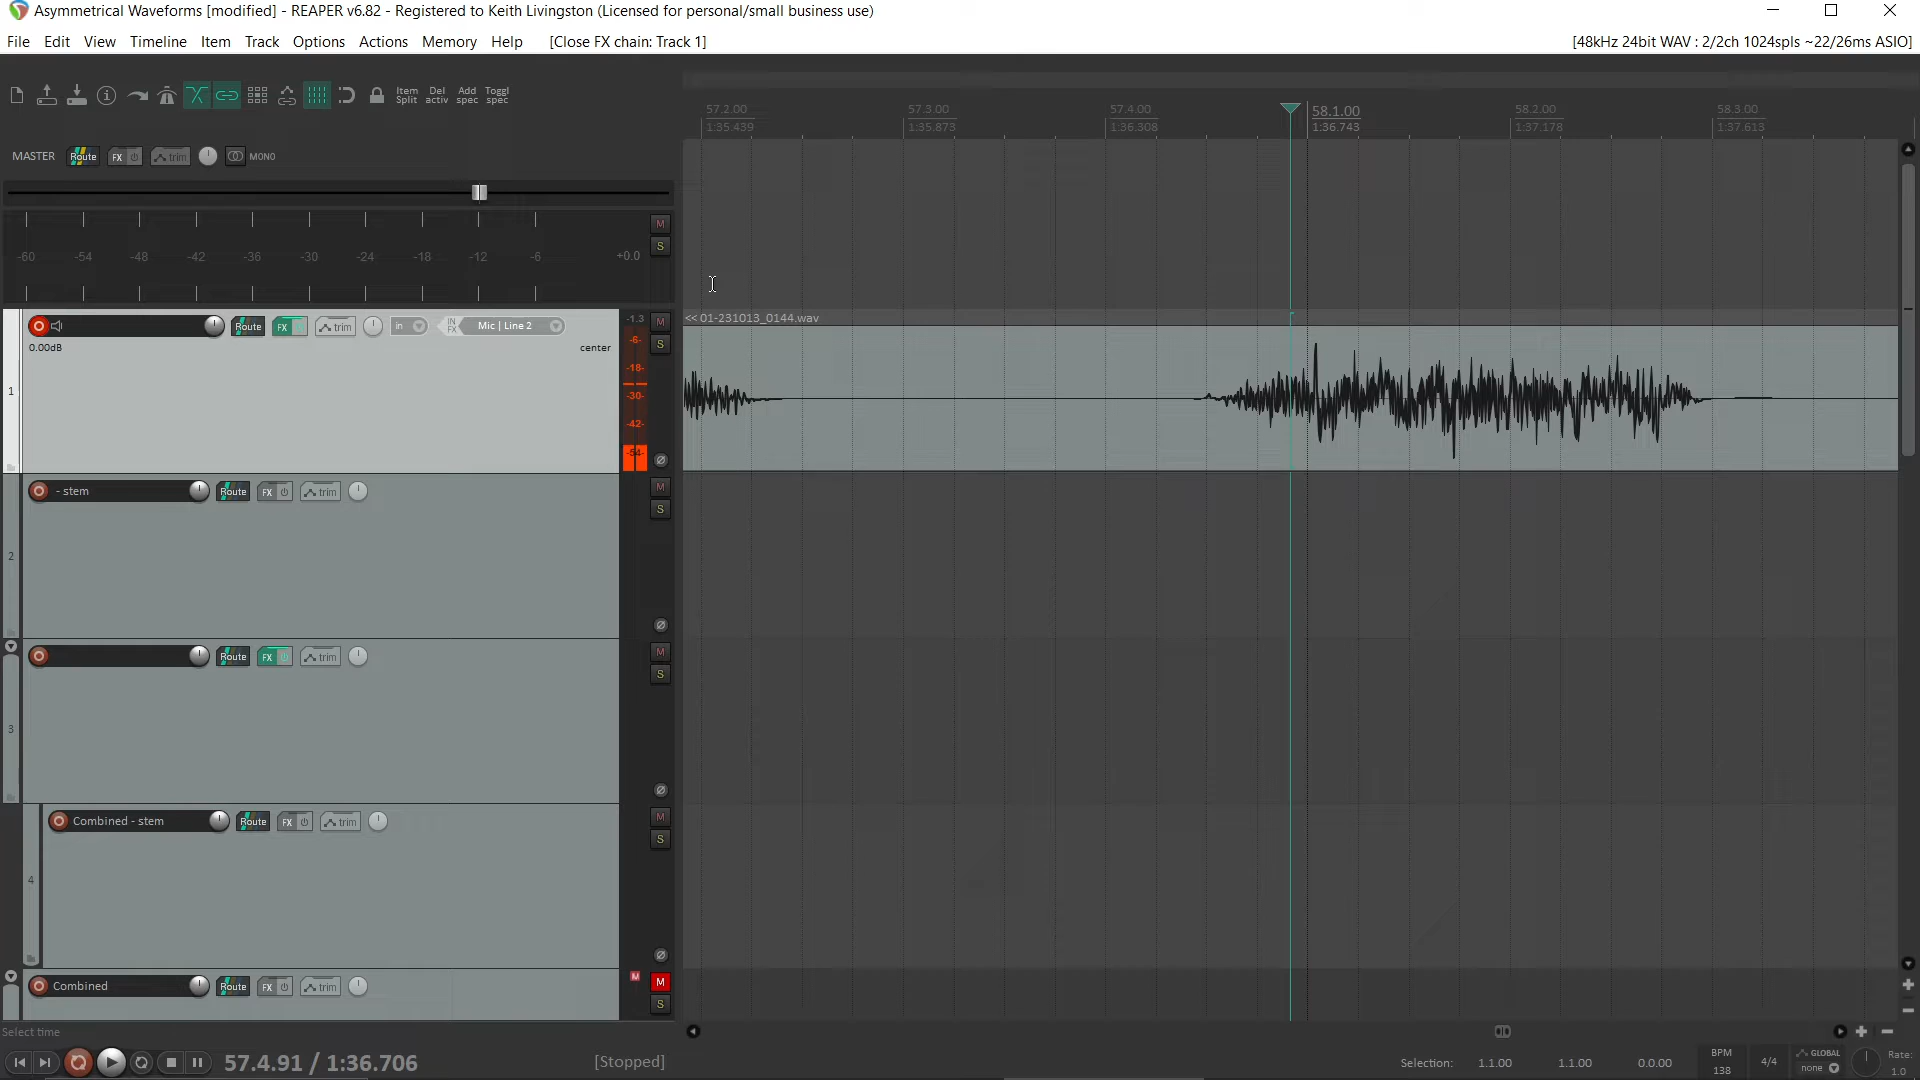 Asymmetrical Waveforms [modified] - REAPER v6.82 - Registered to Keith Livingston (Licensed for personal/small business use)
File Edit View Timeline Item Track Options Actions Memory Help [Close FX chain: Track 1] [48kHz 24bit WAV : 2/2ch 1024spls ~22/26ms ASIO]
Item Split Del activ Add spec Toggl spec
57.2.00 57.3.00 57.4.00 58.1.00 58.2.00 58.3.00
1:35.439 1:35.873 1:36.308 1:36.743 1:37.178 1:37.613
MASTER Route FX trim MONO
M
S
-60 -54 -48 -42 -36 -30 -24 -18 -12 -6 +0.0
<< 01-231013_0144.wav
Route FX trim in IN FX Mic | Line 2 -1.3 M
0.00dB center -6- S
-18-
1 -30-
-42-
-54-
- stem Route FX trim M
S
2
Route FX trim M
S
3
Combined - stem Route FX trim M
S
4
Combined Route FX trim M M
S
Select time
57.4.91 / 1:36.706 [Stopped] Selection: 1.1.00 1.1.00 0.0.00 BPM 138 4/4 GLOBAL none Rate: 1.0